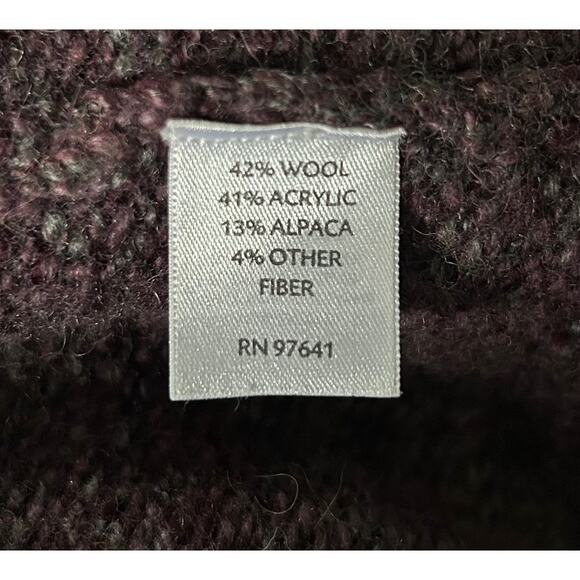 42% WOOL
41% ACRYLIC
13% ALPACA
4% OTHER
FIBER
RN 97641